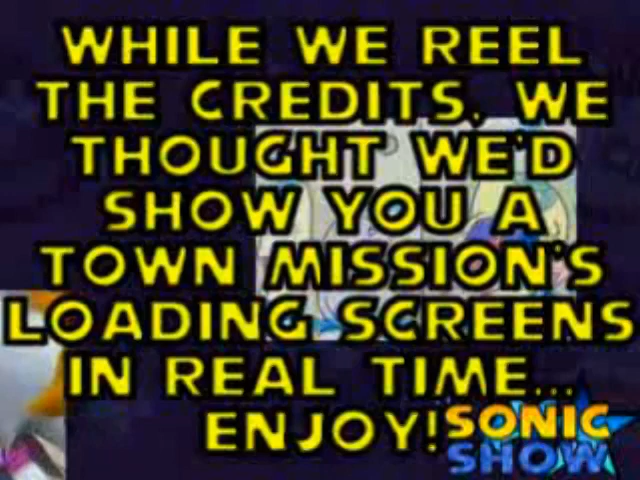 WHILE WE REEL
THE CREDITS, WE
THOUGHT WE'D
SHOW YOU A
TOWN MISSION'S
LOADING SCREENS
IN REAL TIME...
ENJOY!
SONIC
SHOW